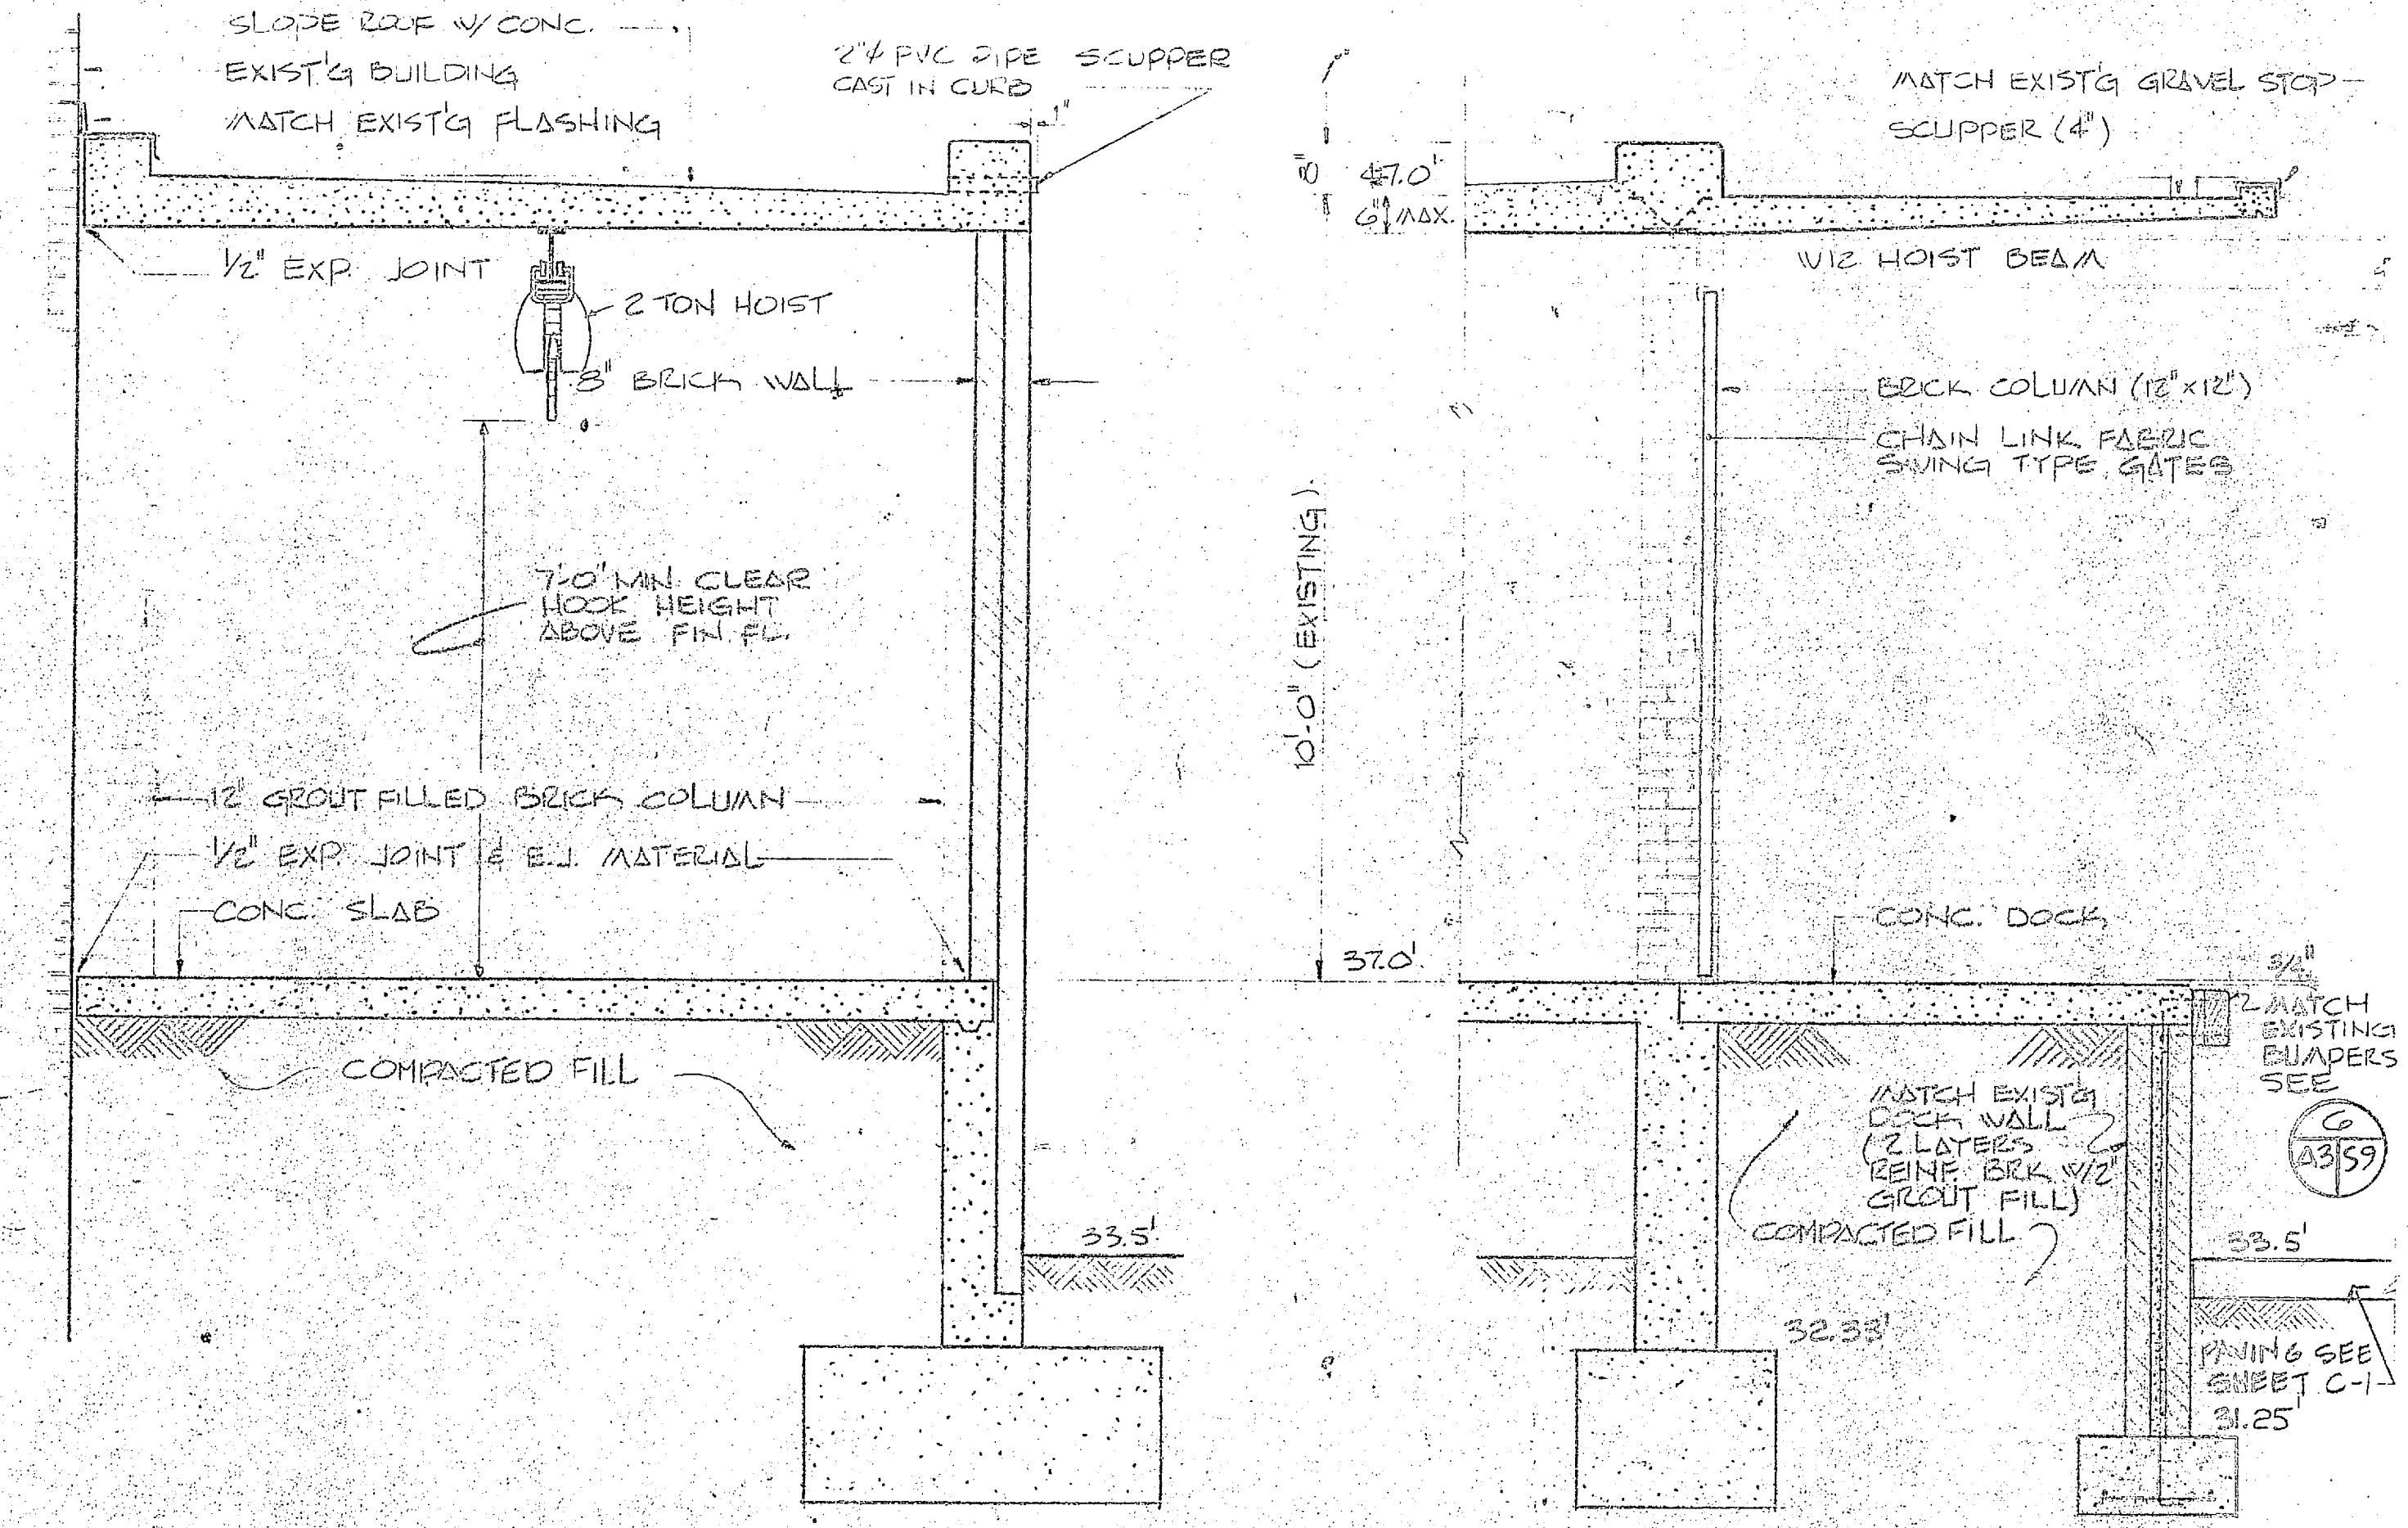 SLOPE ROOF W/ CONC.
EXIST'G BUILDING
MATCH EXIST'G FLASHING
2"⌀ PVC PIPE SCUPPER
CAST IN CURB
1"
MATCH EXIST'G GRAVEL STOP
SCUPPER (4")
8"
47.0'
6" MAX.
1/2" EXP. JOINT
W12 HOIST BEAM
2 TON HOIST
8" BRICK WALL
BRICK COLUMN (12"x12")
CHAIN LINK FABRIC
SWING TYPE GATES
7'-0" MIN. CLEAR
HOOK HEIGHT
ABOVE FIN. FL.
10'-0" (EXISTING)
12" GROUT FILLED BRICK COLUMN
1/2" EXP. JOINT & E.J. MATERIAL
CONC. SLAB
CONC. DOCK
37.0'
3/4"
MATCH
EXISTING
BUMPERS
SEE
6
A3 S9
COMPACTED FILL
MATCH EXIST'G
DOCK WALL
(2 LAYERS
REINF. BRK W/2"
GROUT FILL)
COMPACTED FILL
33.5'
33.5'
32.33'
PAVING SEE
SHEET C-1
31.25'